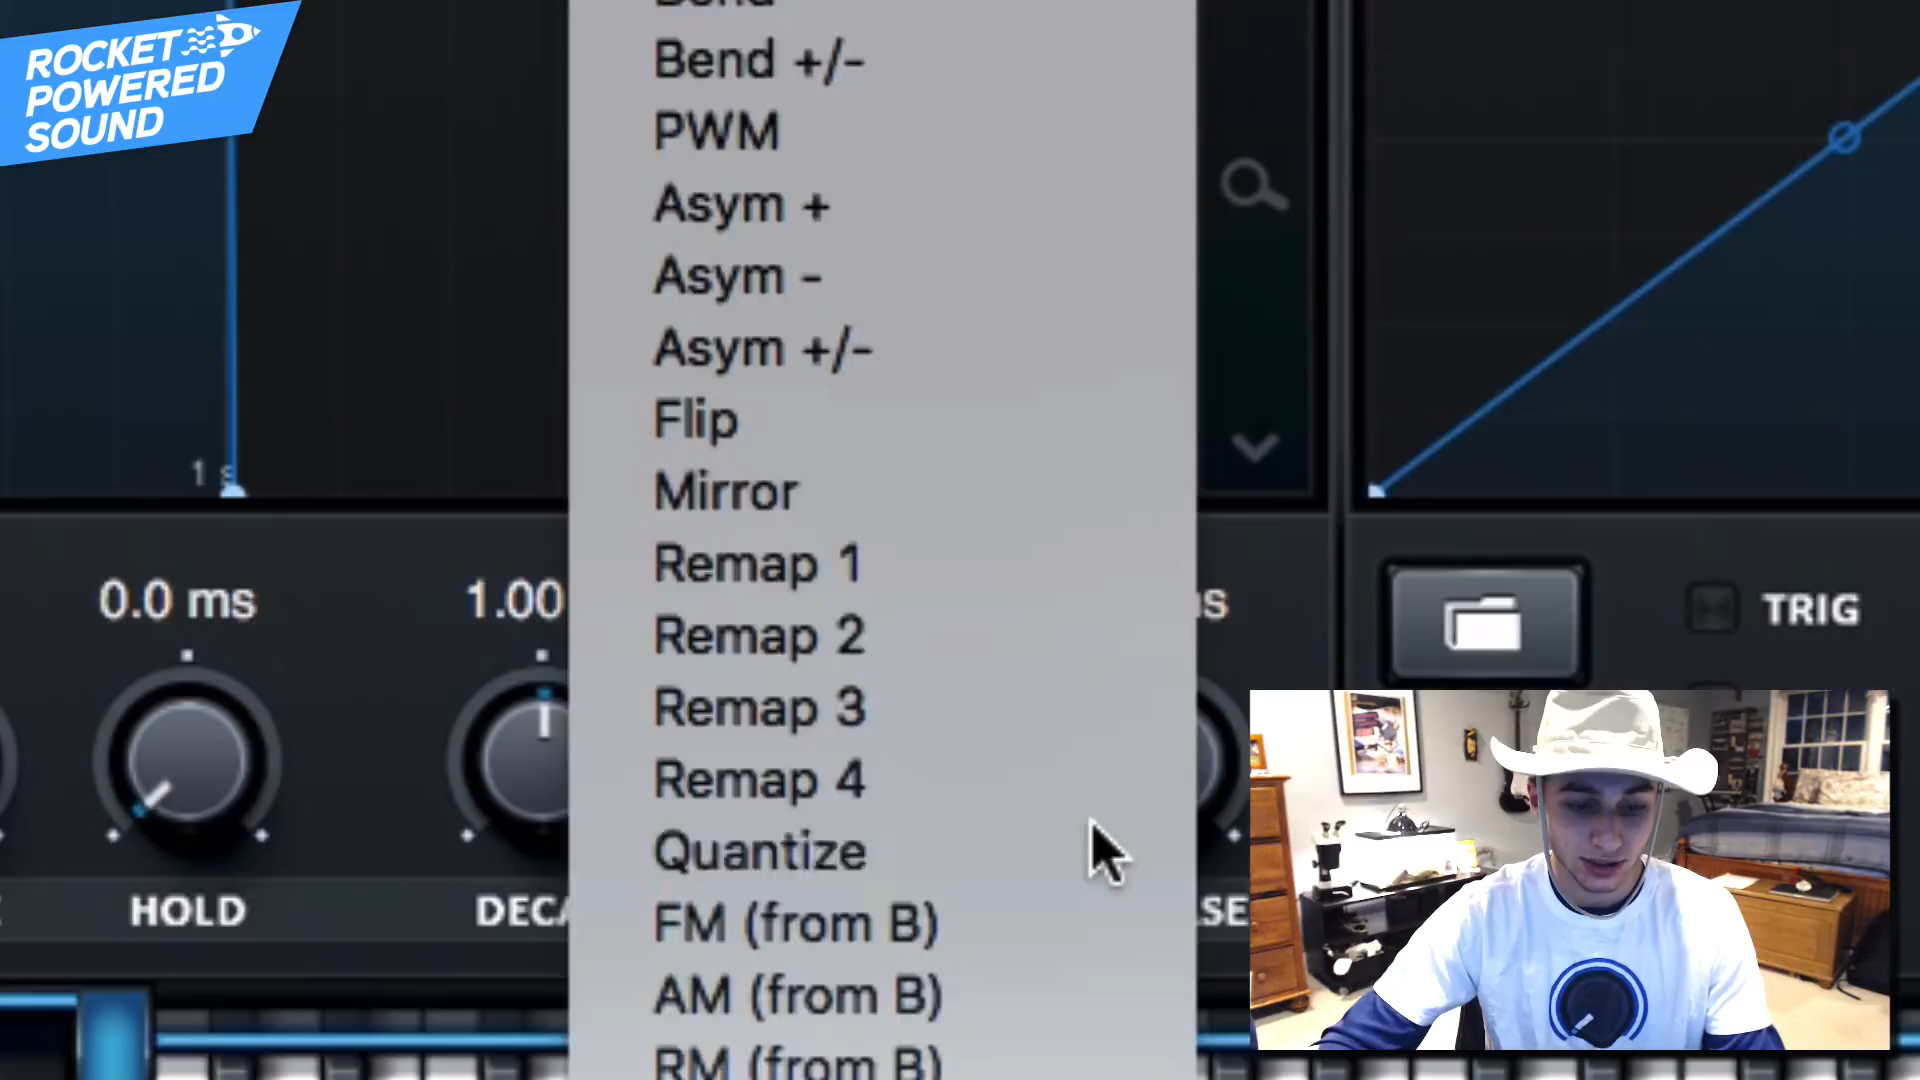 ROCKET
POWERED
SOUND
Bend +/-
PWM
Asym +
Asym -
Asym +/-
Flip
Mirror
Remap 1
Remap 2
Remap 3
Remap 4
Quantize
FM (from B)
AM (from B)
RM (from B)
1 s
0.0 ms
1.00
HOLD
TRIG